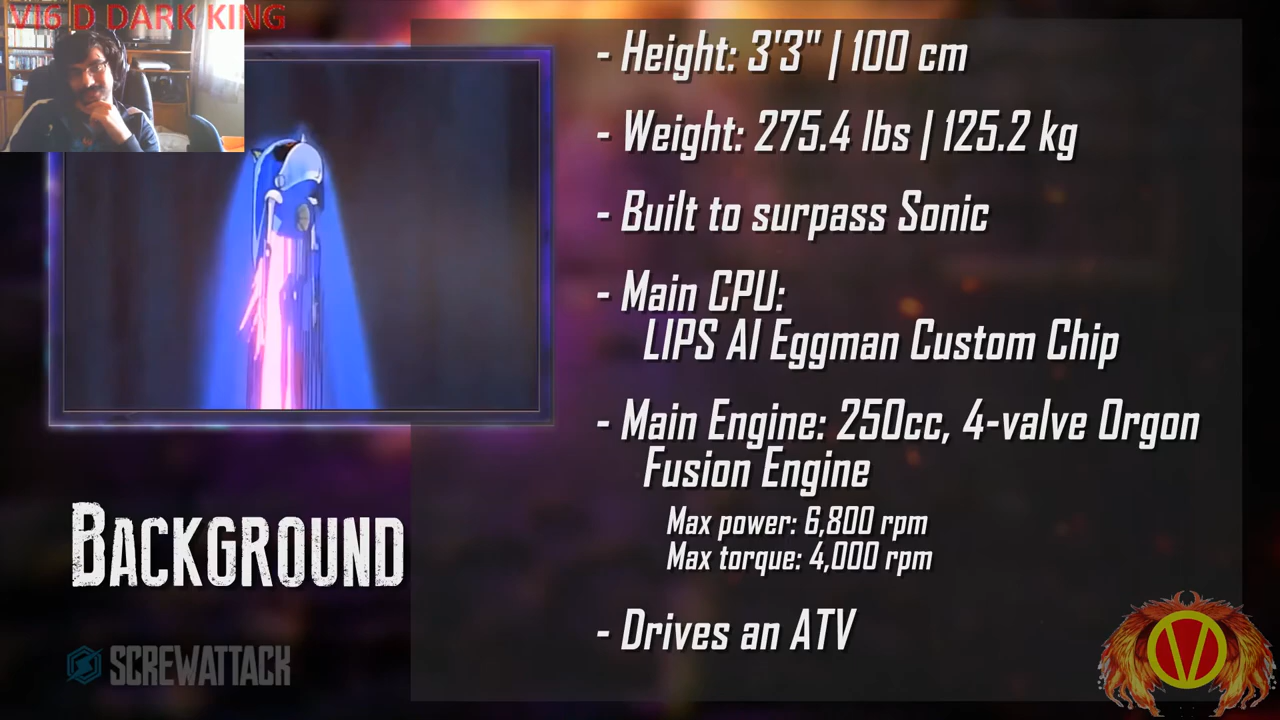 V16 D DARK KING
- Height: 3'3" | 100 cm
- Weight: 275.4 lbs | 125.2 kg
- Built to surpass Sonic
- Main CPU:
LIPS AI Eggman Custom Chip
- Main Engine: 250cc, 4-valve Orgon
Fusion Engine
Max power: 6,800 rpm
Max torque: 4,000 rpm
- Drives an ATV
BACKGROUND
SCREWATTACK
V